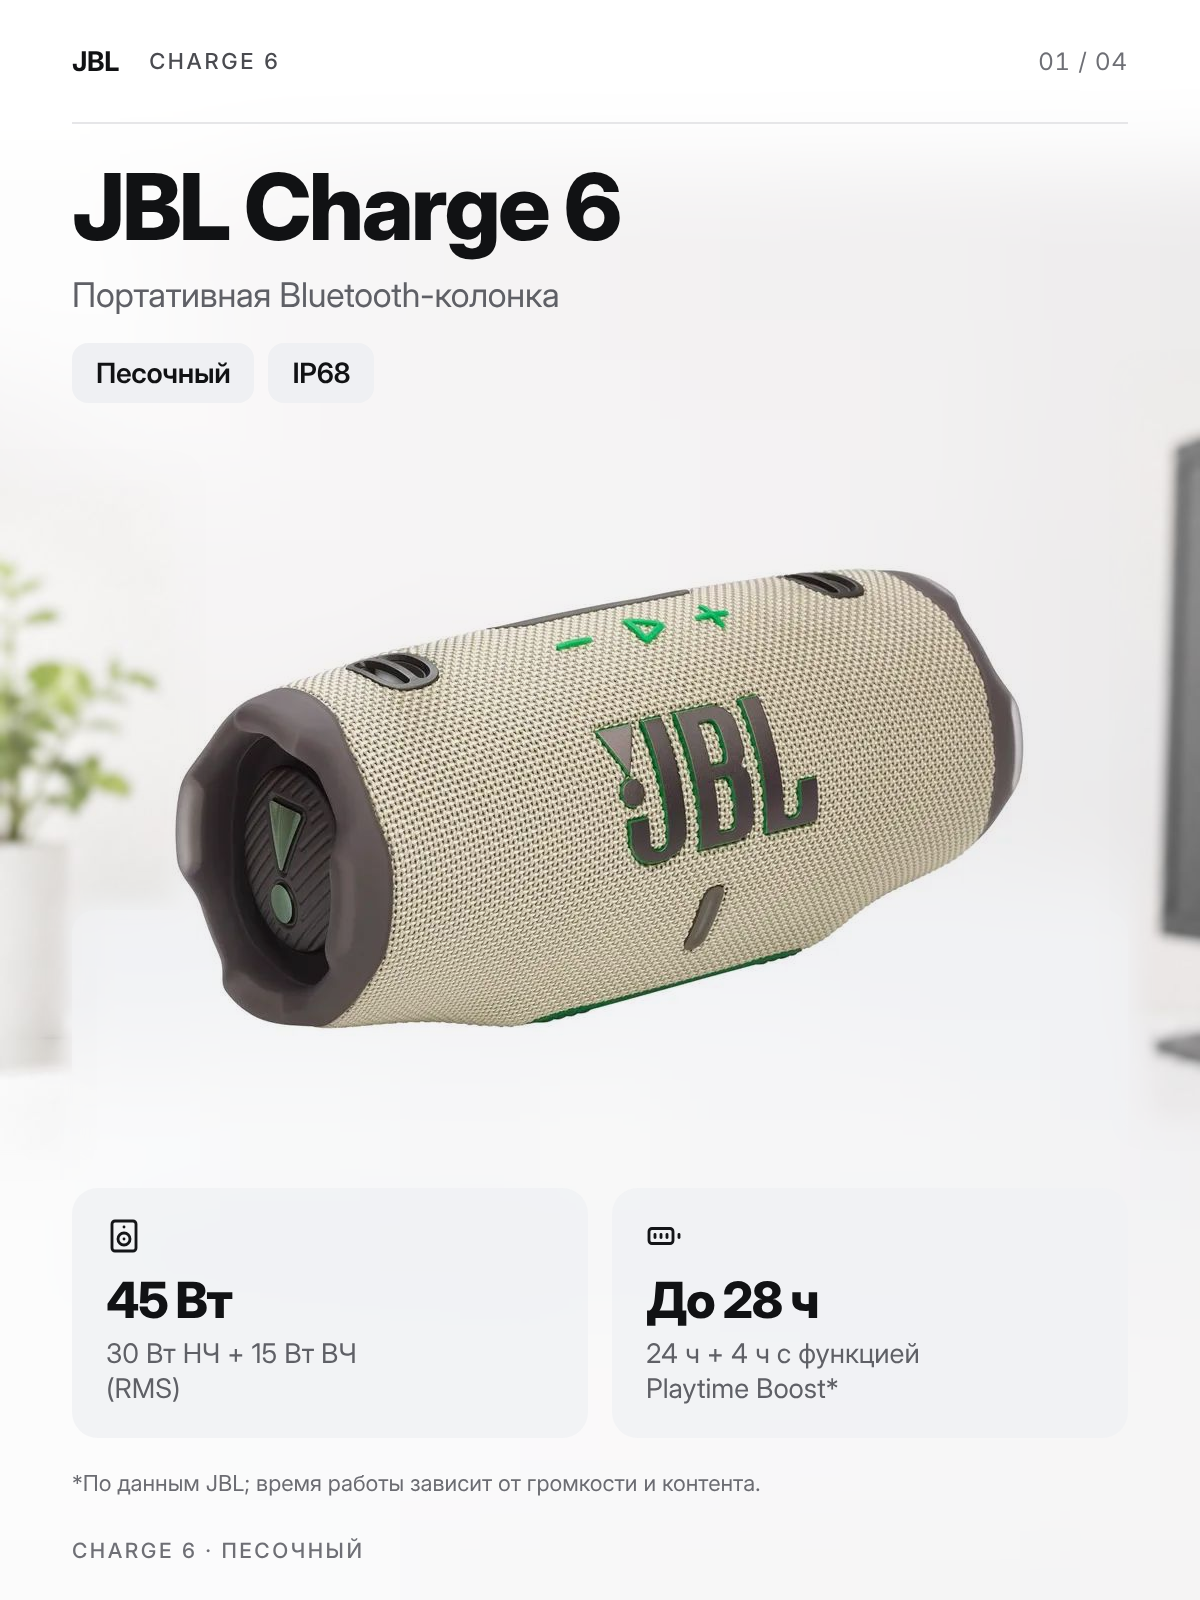 JBL CHARGE 6 01 / 04
JBL Charge 6
Портативная Bluetooth-колонка
Песочный IP68
JBL
45 Вт
30 Вт НЧ + 15 Вт ВЧ
(RMS)
До 28 ч
24 ч + 4 ч с функцией
Playtime Boost*
*По данным JBL; время работы зависит от громкости и контента.
CHARGE 6 · ПЕСОЧНЫЙ